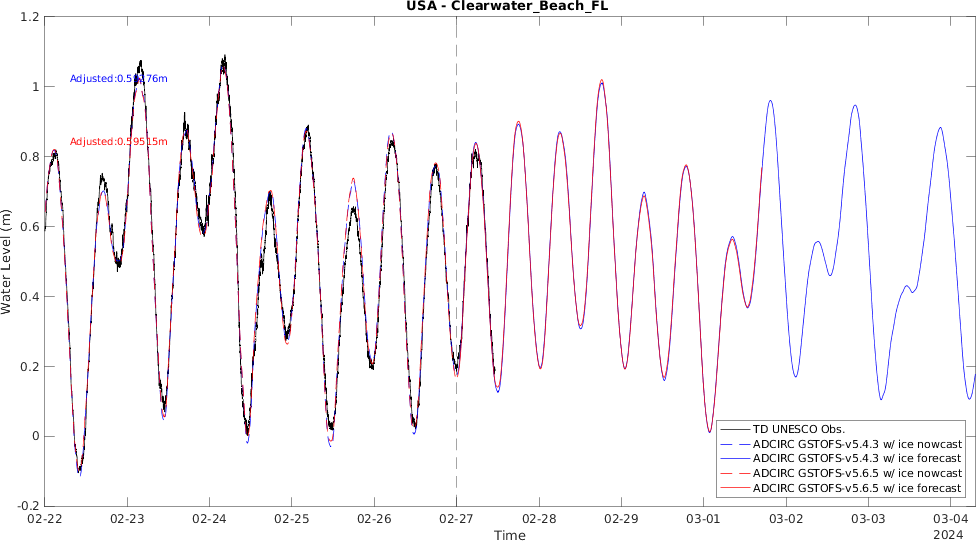 USA - Clearwater_Beach_FL
Water Level (m)
1.2
1
0.8
0.6
0.4
0.2
0
-0.2
Adjusted:0.59515m
TD UNESCO Obs.
ADCIRC GSTOFS-v5.4.3 w/ ice nowcast
ADCIRC GSTOFS-v5.4.3 w/ ice forecast
ADCIRC GSTOFS-v5.6.5 w/ ice nowcast
ADCIRC GSTOFS-v5.6.5 w/ ice forecast
02-22 02-23 02-24 02-25 02-26 02-27 02-28 02-29 03-01 03-02 03-03 03-04
2024
Time